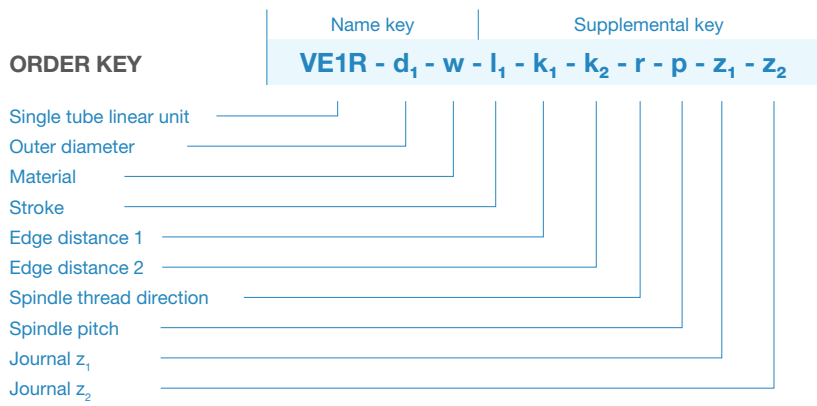 Name key Supplemental key
ORDER KEY VE1R - d₁ - w - l₁ - k₁ - k₂ - r - p - z₁ - z₂
Single tube linear unit
Outer diameter
Material
Stroke
Edge distance 1
Edge distance 2
Spindle thread direction
Spindle pitch
Journal z₁
Journal z₂